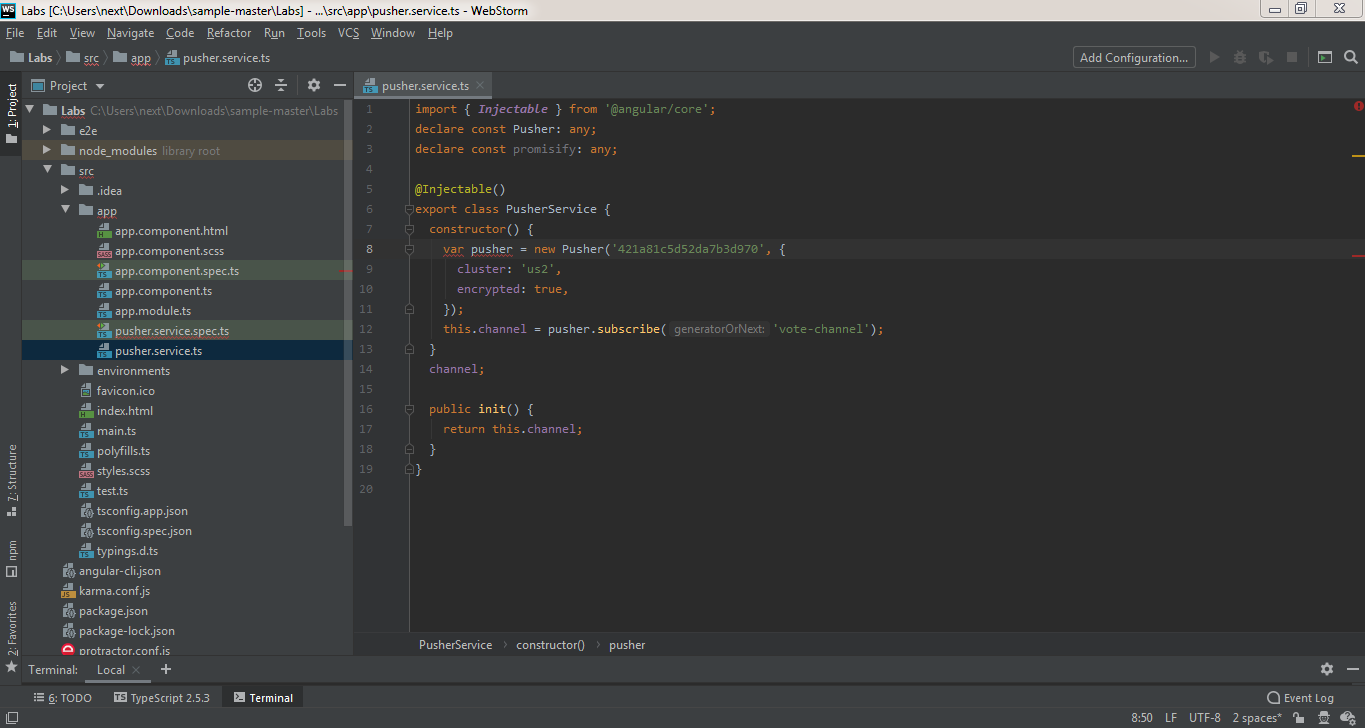 WS Labs [C:\Users\next\Downloads\sample-master\Labs] - ...\src\app\pusher.service.ts - WebStorm
File Edit View Navigate Code Refactor Run Tools VCS Window Help
Labs src app pusher.service.ts Add Configuration...
1: Project
Project
Labs C:\Users\next\Downloads\sample-master\Labs
e2e
node_modules library root
src
.idea
app
app.component.html
app.component.scss
app.component.spec.ts
app.component.ts
app.module.ts
pusher.service.spec.ts
pusher.service.ts
environments
favicon.ico
index.html
main.ts
polyfills.ts
styles.scss
test.ts
tsconfig.app.json
tsconfig.spec.json
typings.d.ts
angular-cli.json
karma.conf.js
package.json
package-lock.json
protractor.conf.js
7: Structure
npm
2: Favorites
pusher.service.ts
1 import { Injectable } from '@angular/core';
2 declare const Pusher: any;
3 declare const promisify: any;
4
5 @Injectable()
6 export class PusherService {
7 constructor() {
8 var pusher = new Pusher('421a81c5d52da7b3d970', {
9 cluster: 'us2',
10 encrypted: true,
11 });
12 this.channel = pusher.subscribe( generatorOrNext: 'vote-channel');
13 }
14 channel;
15
16 public init() {
17 return this.channel;
18 }
19 }
20
PusherService constructor() pusher
Terminal: Local +
6: TODO TypeScript 2.5.3 Terminal Event Log
8:50 LF UTF-8 2 spaces*